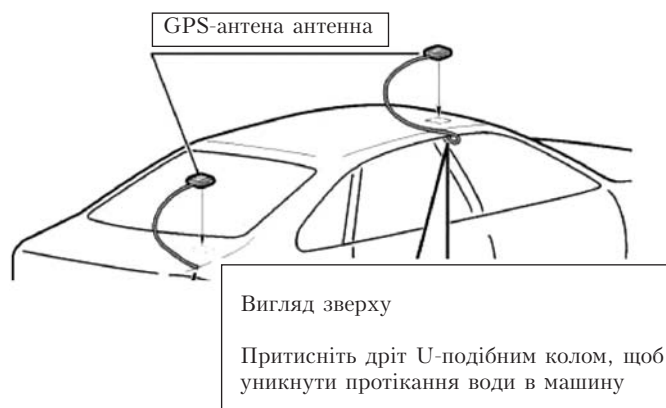 GPS-антена антенна
Вигляд зверху
Притисніть дріт U-подібним колом, щоб
уникнути протікання води в машину